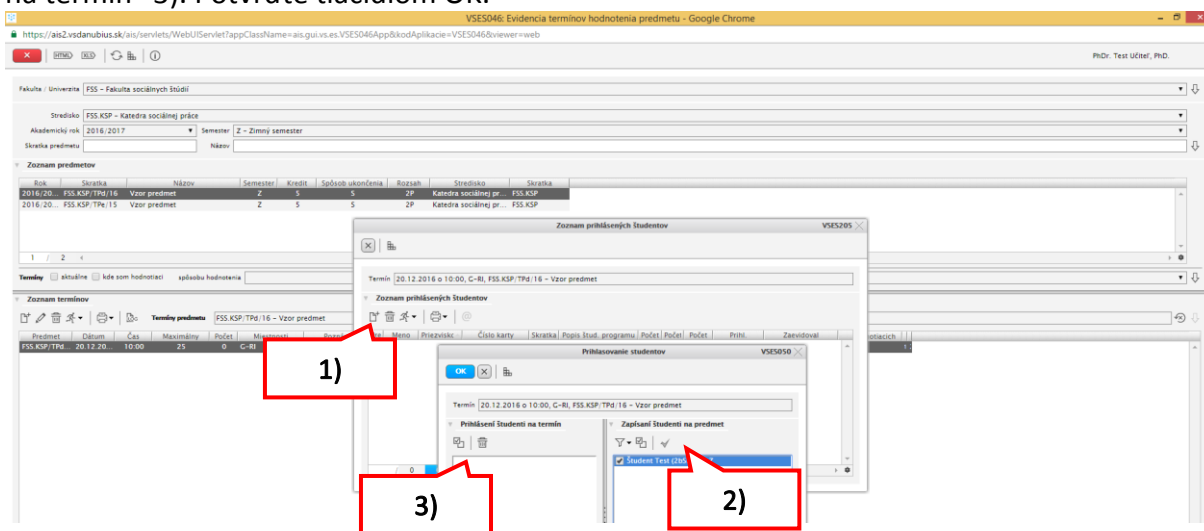 na termín 3). Potvrďte tlačidlom OK.
VSES046: Evidencia termínov hodnotenia predmetu - Google Chrome
https://ais2.vsdanubius.sk/ais/servlets/WebUIServlet?appClassName=ais.gui.vs.es.VSES046App&kodAplikacie=VSES046&viewer=web
HTML XLS PhDr. Test Učiteľ, PhD.
Fakulta / Univerzita FSS - Fakulta sociálnych štúdií
Stredisko FSS.KSP - Katedra sociálnej práce
Akademický rok 2016/2017 Semester Z - Zimný semester
Skratka predmetu Názov
Zoznam predmetov
Rok Skratka Názov Semester Kredit Spôsob ukončenia Rozsah Stredisko Skratka
2016/20... FSS.KSP/TPd/16 Vzor predmet Z 5 S 2P Katedra sociálnej pr... FSS.KSP
2016/20... FSS.KSP/TPe/15 Vzor predmet Z 5 S 2P Katedra sociálnej pr... FSS.KSP
1 / 2
Termíny aktuálne kde som hodnotiaci spôsobu hodnotenia
Zoznam termínov
Termíny predmetu FSS.KSP/TPd/16 - Vzor predmet
Predmet Dátum Čas Maximálny Počet Miestnosti
FSS.KSP/TPd... 20.12.20... 10:00 25 0 C-RI
1)
Zoznam prihlásených študentov VSES205
Termín 20.12.2016 o 10:00, C-RI, FSS.KSP/TPd/16 - Vzor predmet
Zoznam prihlásených študentov
Meno Priezvisko Číslo karty Skratka Popis štud. programu Počet Počet Počet Prihl. Zaevidoval
/ 0
Prihlasovanie studentov VSES050
OK
Termín 20.12.2016 o 10:00, C-RI, FSS.KSP/TPd/16 - Vzor predmet
Prihlásení študenti na termín
Zapísaní študenti na predmet
Študent Test
3)
2)